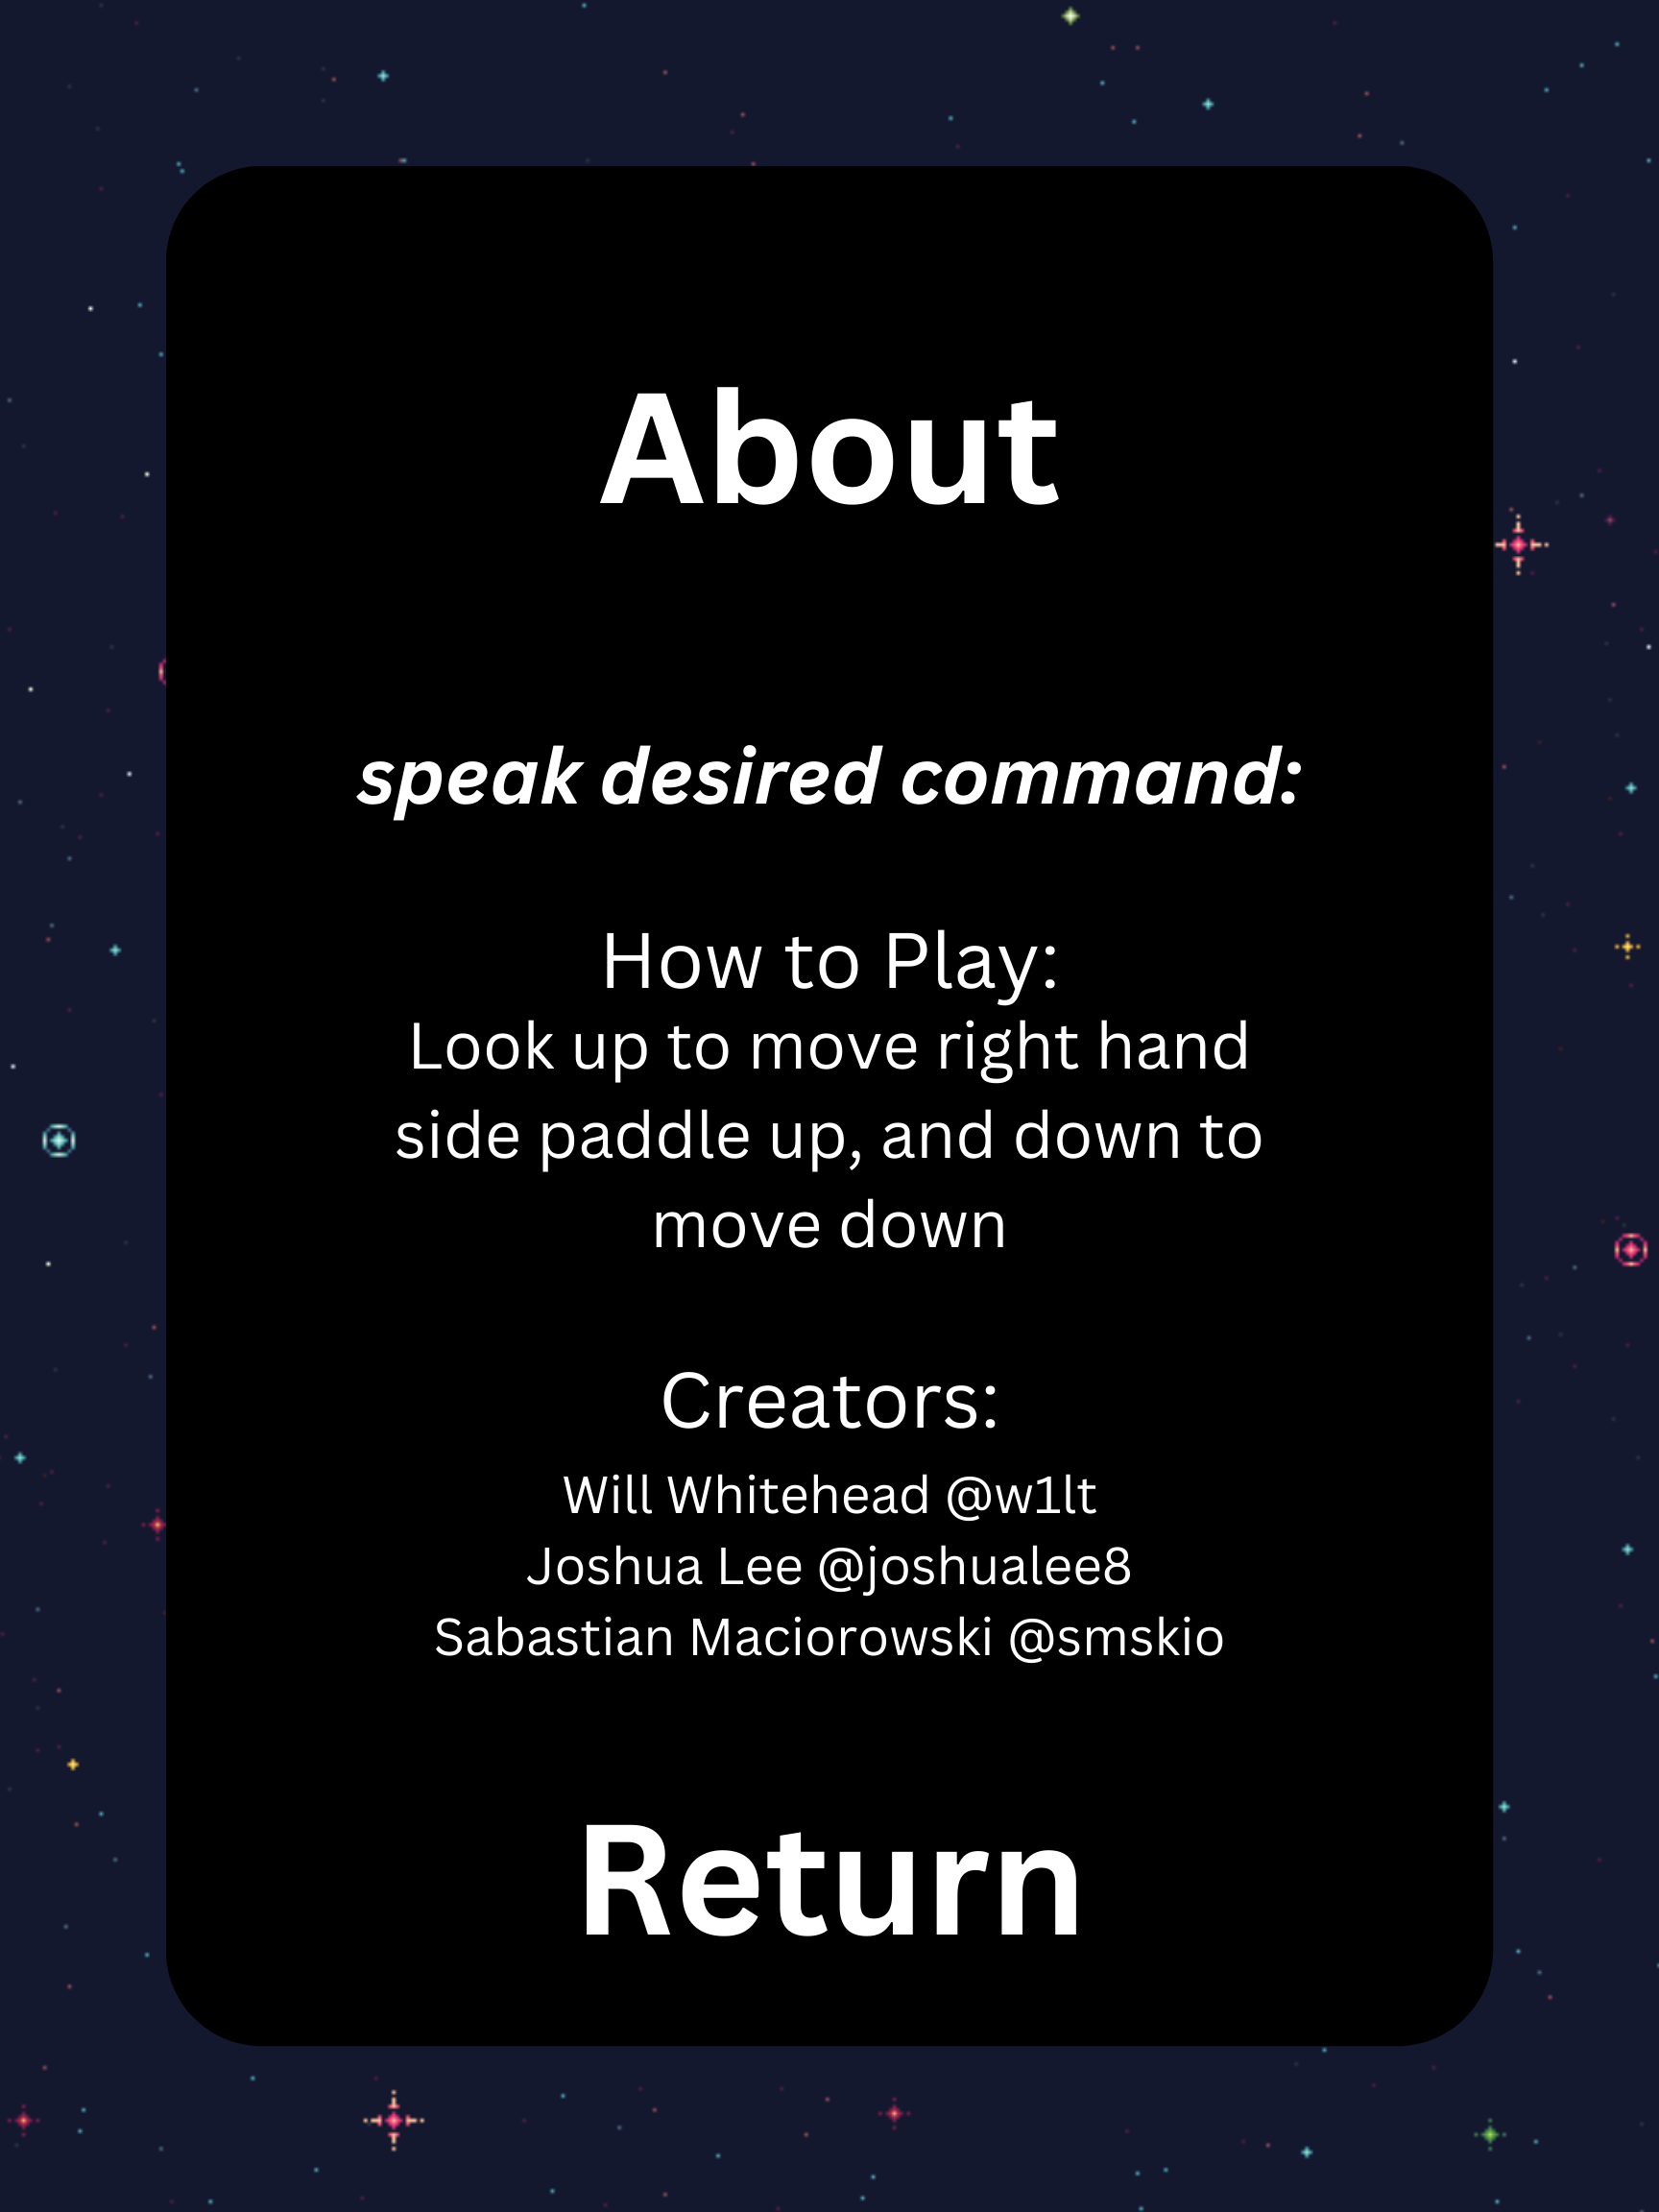 About
speak desired command:
How to Play:
Look up to move right hand
side paddle up, and down to
move down
Creators:
Will Whitehead @w1lt
Joshua Lee @joshualee8
Sabastian Maciorowski @smskio
Return